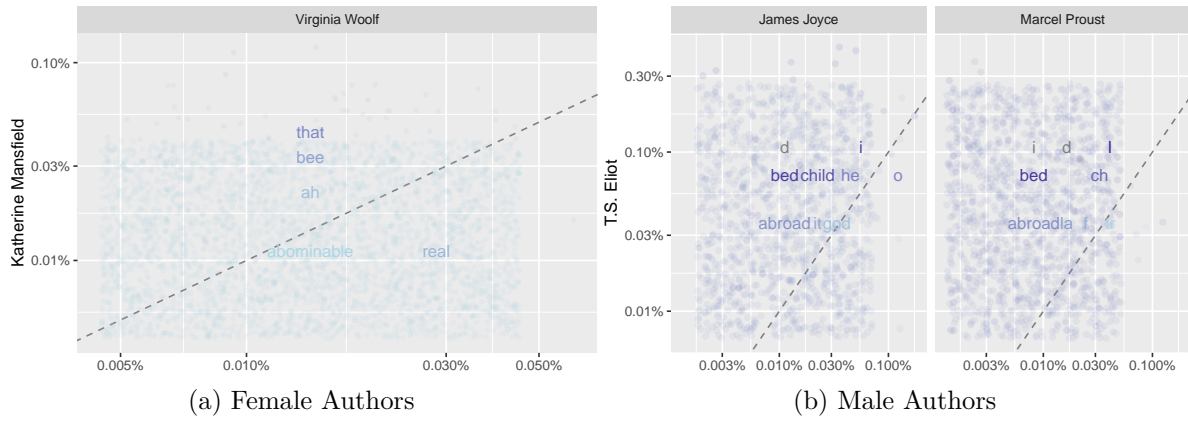 Virginia Woolf
Katherine Mansfield
0.10%
0.03%
0.01%
that
bee
ah
abominable real
0.005% 0.010% 0.030% 0.050%
(a) Female Authors
James Joyce Marcel Proust
T.S. Eliot
0.30%
0.10%
0.03%
0.01%
d i i d l
bed child he o bed ch
abroad it god abroad la f
0.003% 0.010% 0.030% 0.100% 0.003% 0.010% 0.030% 0.100%
(b) Male Authors